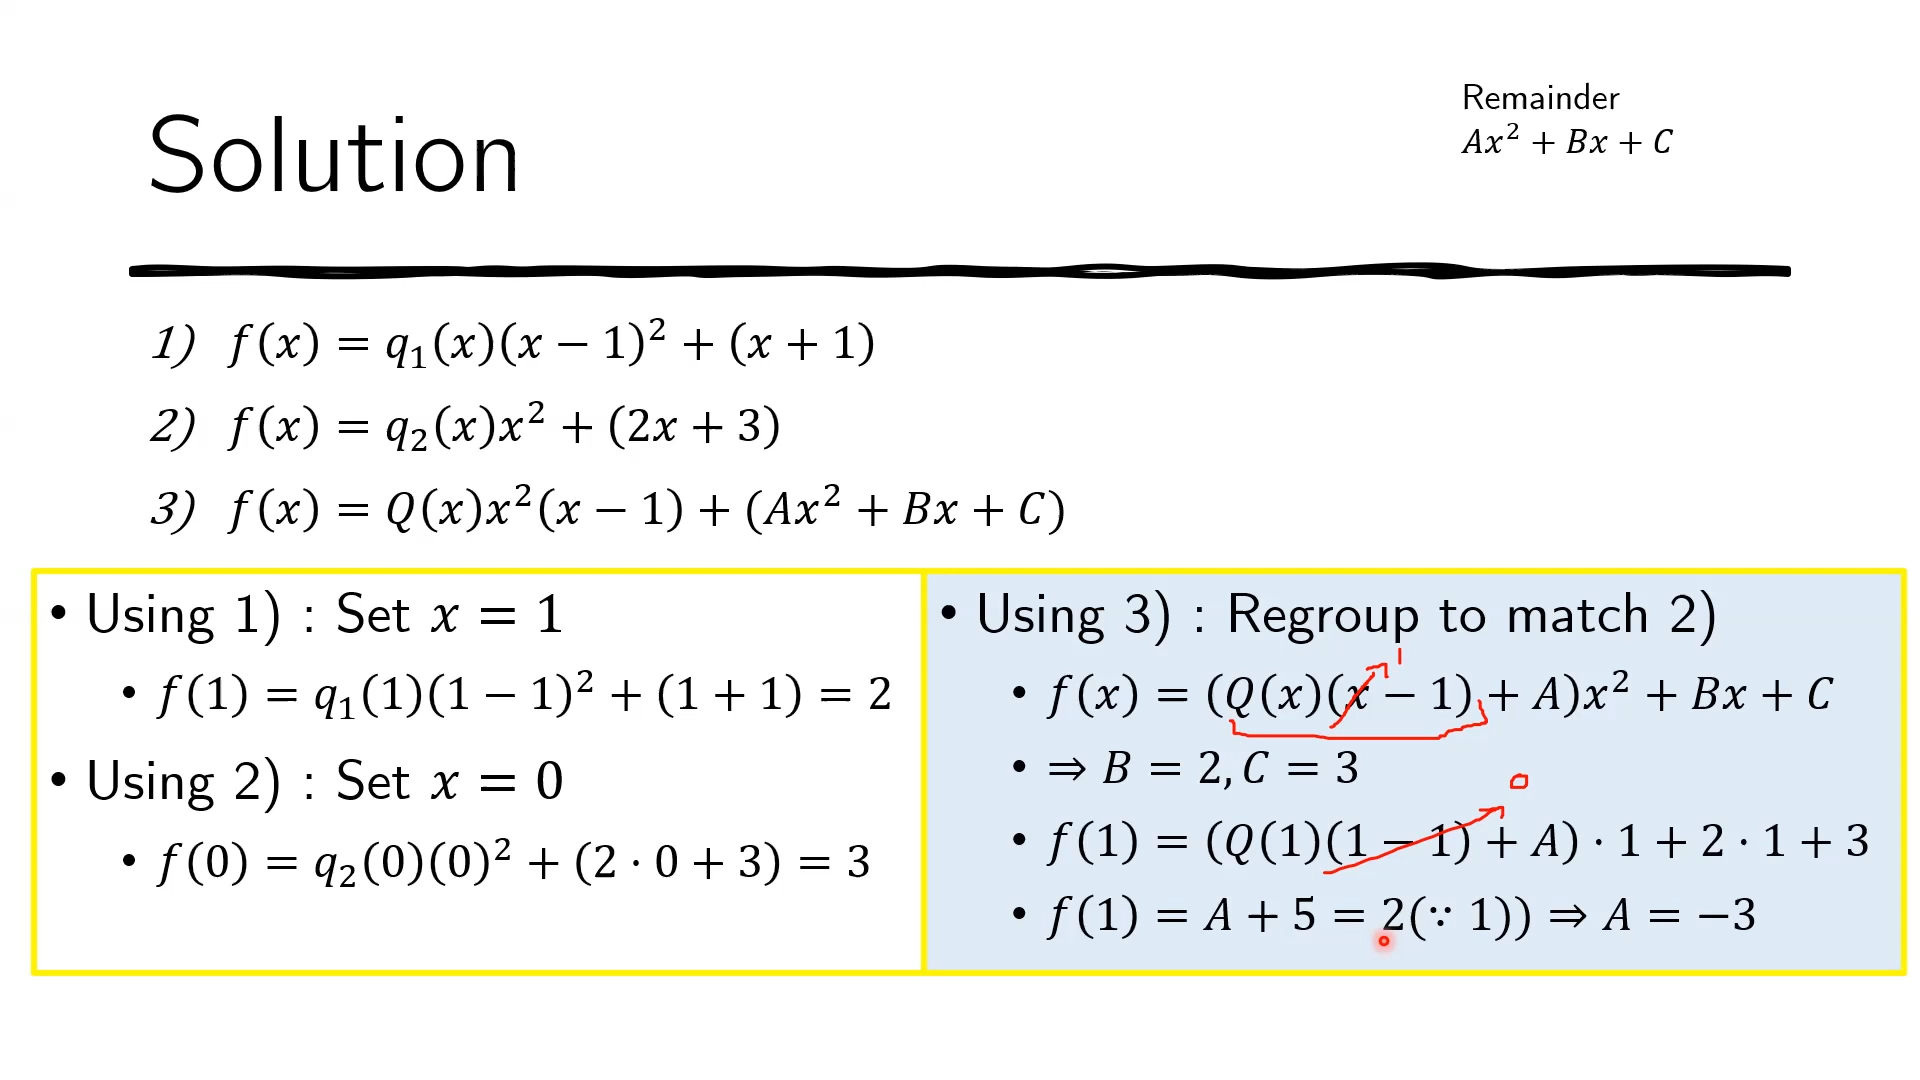 Solution
Remainder
Ax² + Bx + C
1) f(x) = q₁(x)(x − 1)² + (x + 1)
2) f(x) = q₂(x)x² + (2x + 3)
3) f(x) = Q(x)x²(x − 1) + (Ax² + Bx + C)
• Using 1) : Set x = 1
• f(1) = q₁(1)(1 − 1)² + (1 + 1) = 2
• Using 2) : Set x = 0
• f(0) = q₂(0)(0)² + (2 · 0 + 3) = 3
• Using 3) : Regroup to match 2)
• f(x) = (Q(x)(x − 1) + A)x² + Bx + C
• ⇒ B = 2, C = 3
0
• f(1) = (Q(1)(1 − 1) + A) · 1 + 2 · 1 + 3
• f(1) = A + 5 = 2(∵ 1)) ⇒ A = −3